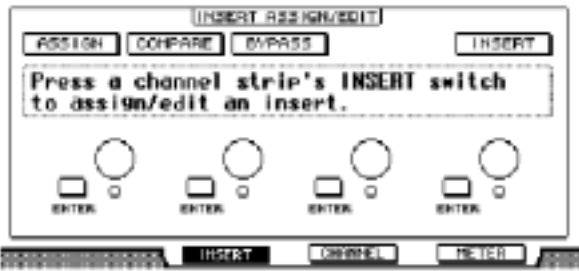 INSERT ASSIGN/EDIT
ASSIGN COMPARE BYPASS INSERT
Press a channel strip's INSERT switch
to assign/edit an insert.
ENTER ENTER ENTER ENTER
INSERT CHANNEL METER